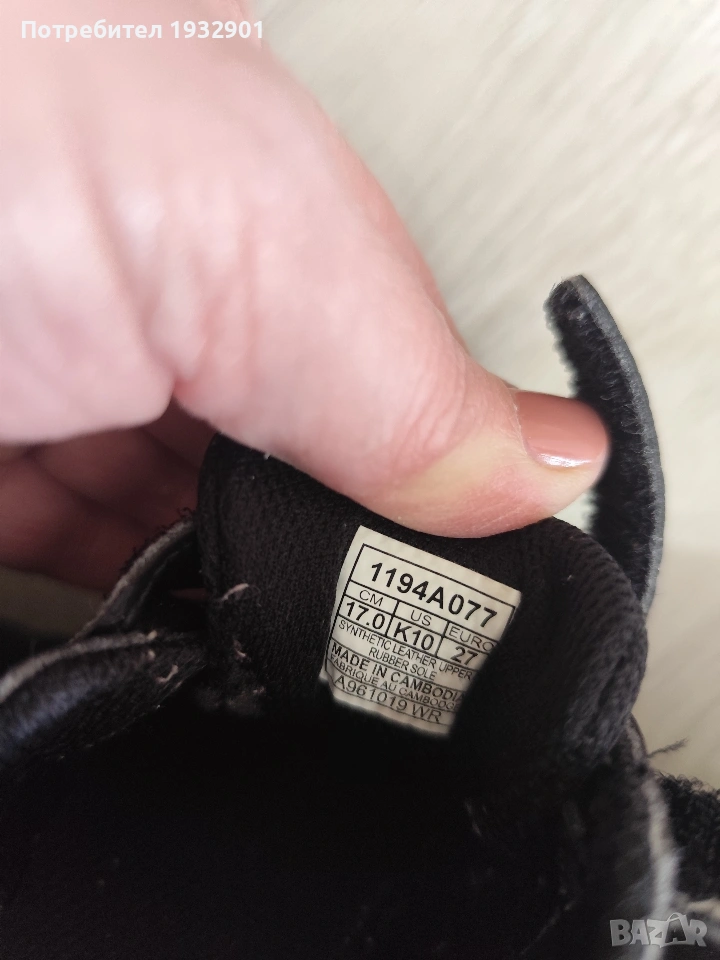 Потребител 1932901
1194A077
CM US EURO
17.0 K10 27
SYNTHETIC LEATHER UPPER
RUBBER SOLE
MADE IN CAMBODIA
FABRIQUE AU CAMBODGE
A961019 WR
BAZAR